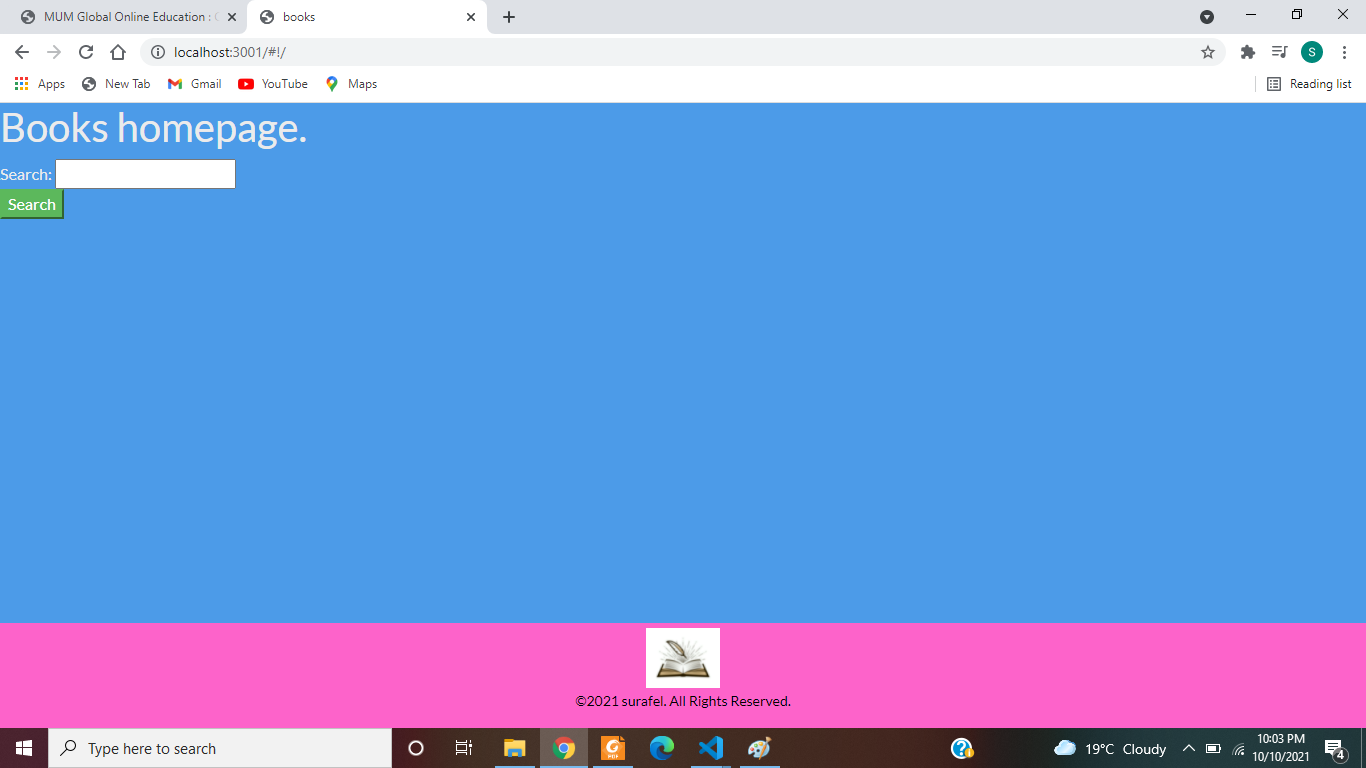 MUM Global Online Education :
books
localhost:3001/#!/
S
Apps
New Tab
Gmail
YouTube
Maps
Reading list
Books homepage.
Search:
Search
©2021 surafel. All Rights Reserved.
Type here to search
PDF
19°C Cloudy
10:03 PM
10/10/2021
4